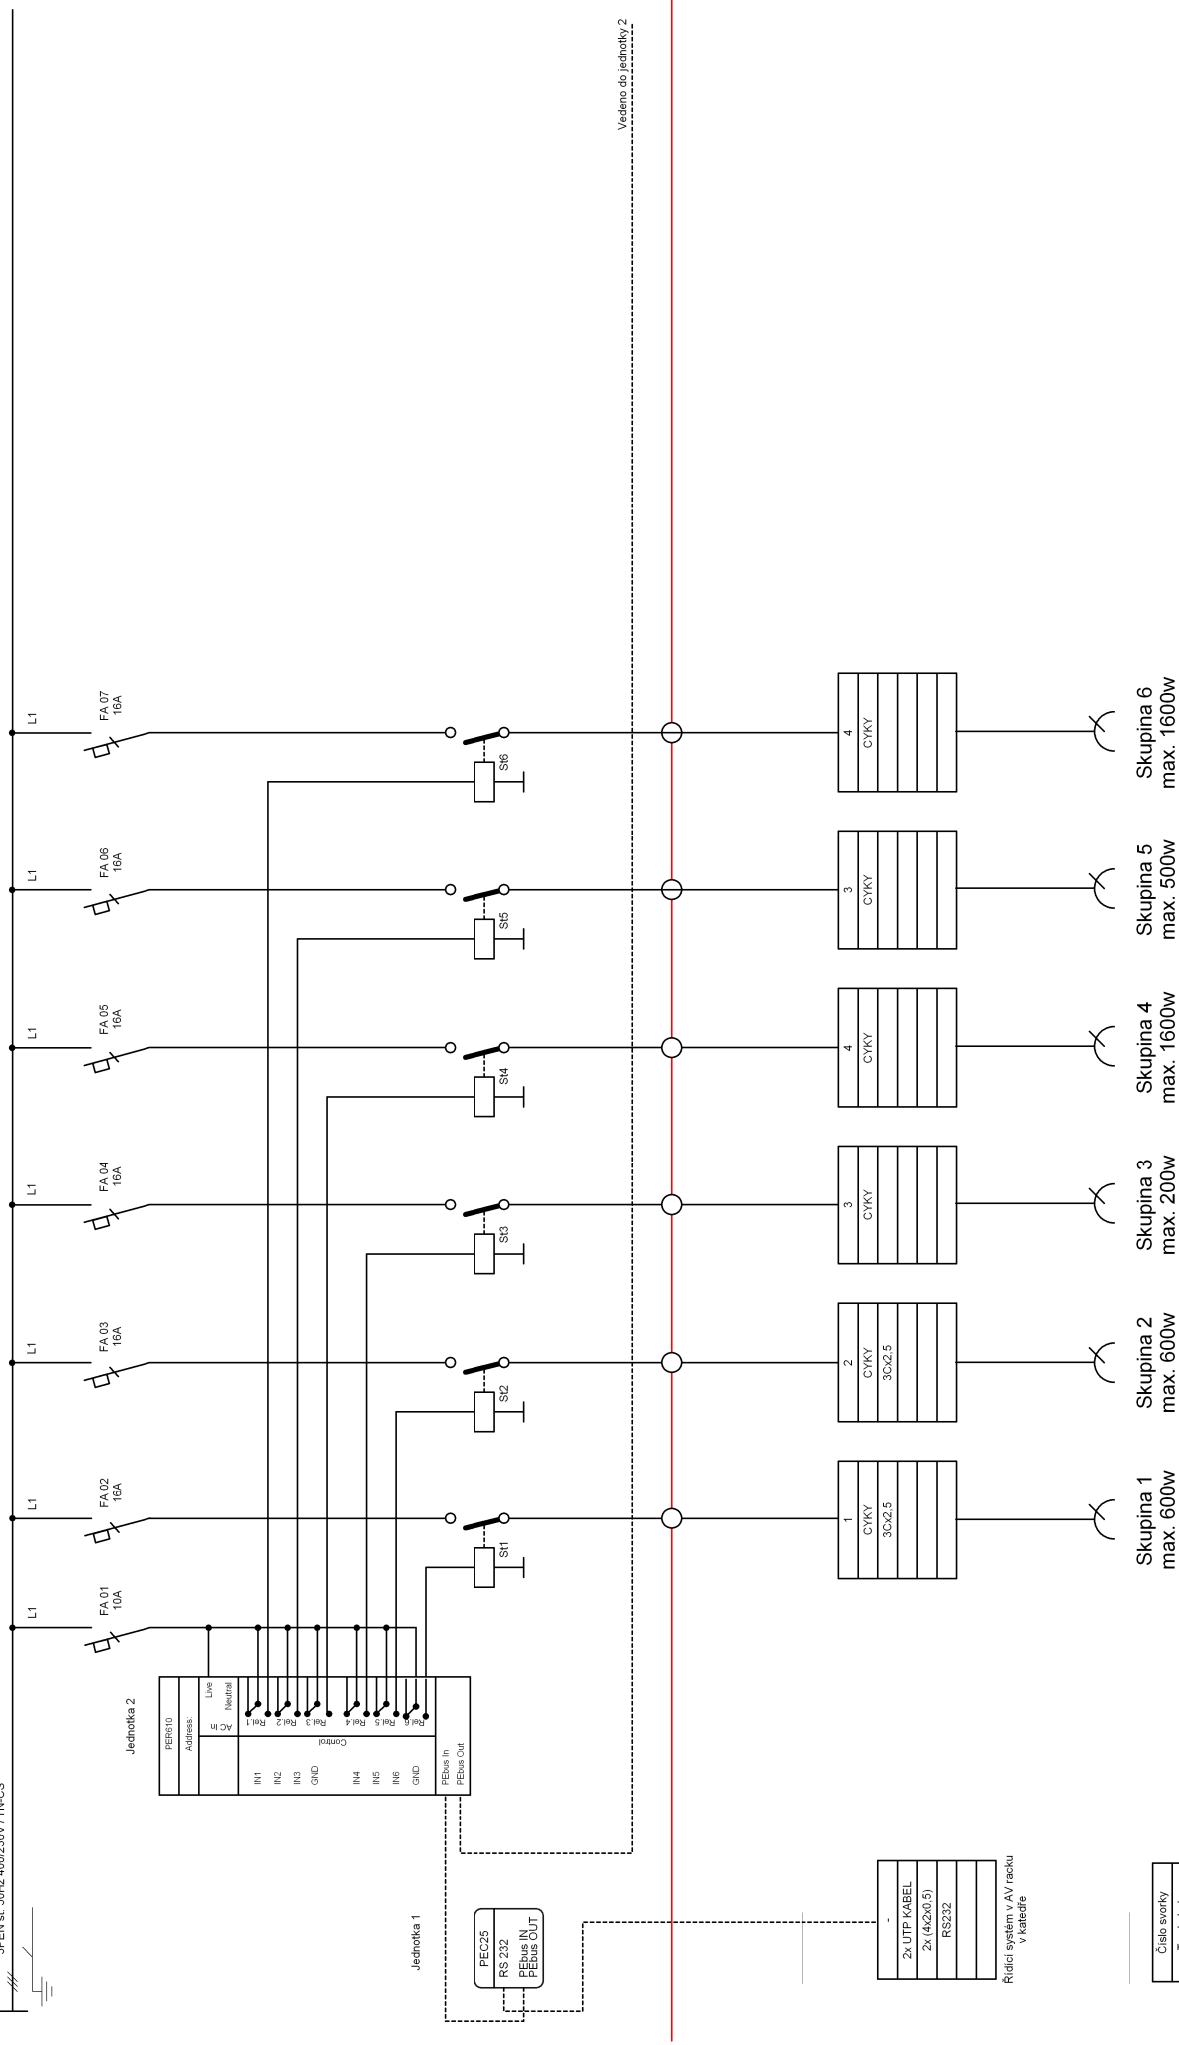 3PEN st. 50Hz 400/230V / TN-CS
L1
FA 01
10A
L1
FA 02
16A
L1
FA 03
16A
L1
FA 04
16A
L1
FA 05
16A
L1
FA 06
16A
L1
FA 07
16A
Jednotka 2
PER610
Address:
AC In
Live
Neutral
Control
IN1
IN2
IN3
GND
IN4
IN5
IN6
GND
Rel.1
Rel.2
Rel.3
Rel.4
Rel.5
Rel.6
PEbus In
PEbus Out
Jednotka 1
PEC25
RS 232
PEbus IN
PEbus OUT
St1
St2
St3
St4
St5
St6
Vedeno do jednotky 2
-
2x UTP KABEL
2x (4x2x0,5)
RS232
Řídící systém v AV racku
v katedře
1
CYKY
3Cx2,5
2
CYKY
3Cx2,5
3
CYKY
4
CYKY
3
CYKY
4
CYKY
Skupina 1
max. 600w
Skupina 2
max. 600w
Skupina 3
max. 200w
Skupina 4
max. 1600w
Skupina 5
max. 500w
Skupina 6
max. 1600w
Číslo svorky